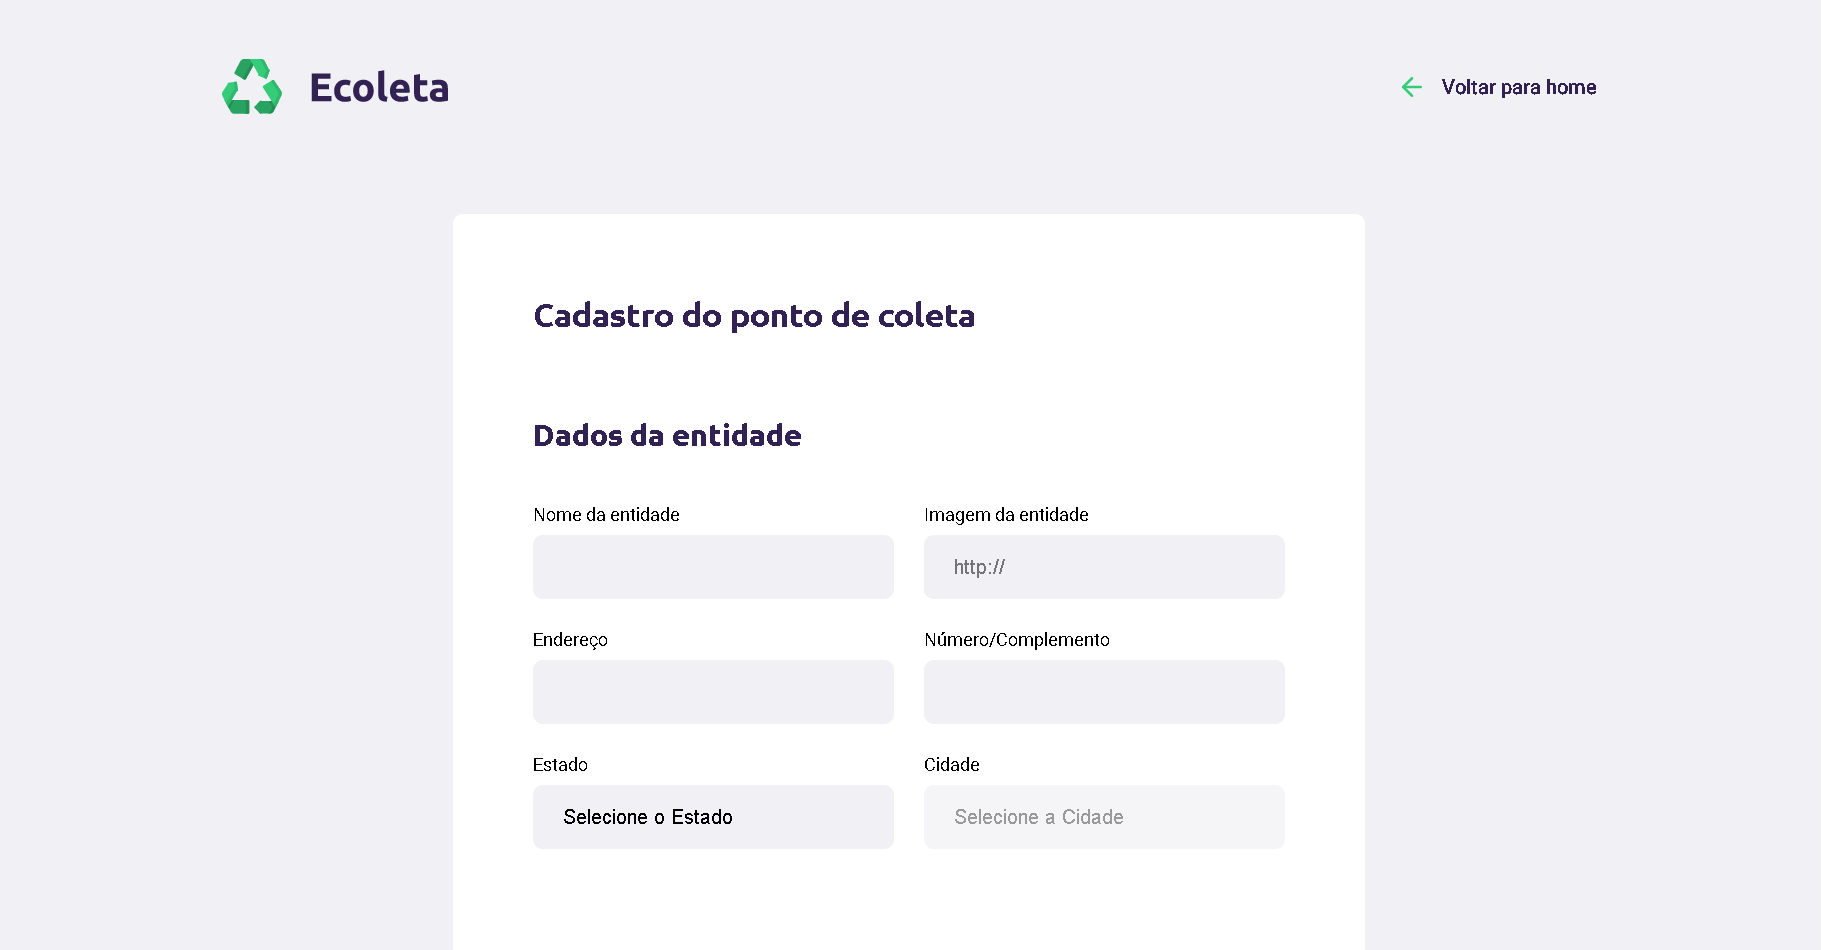 Ecoleta
Voltar para home
Cadastro do ponto de coleta
Dados da entidade
Nome da entidade
Imagem da entidade
http://
Endereço
Número/Complemento
Estado
Cidade
Selecione o Estado
Selecione a Cidade